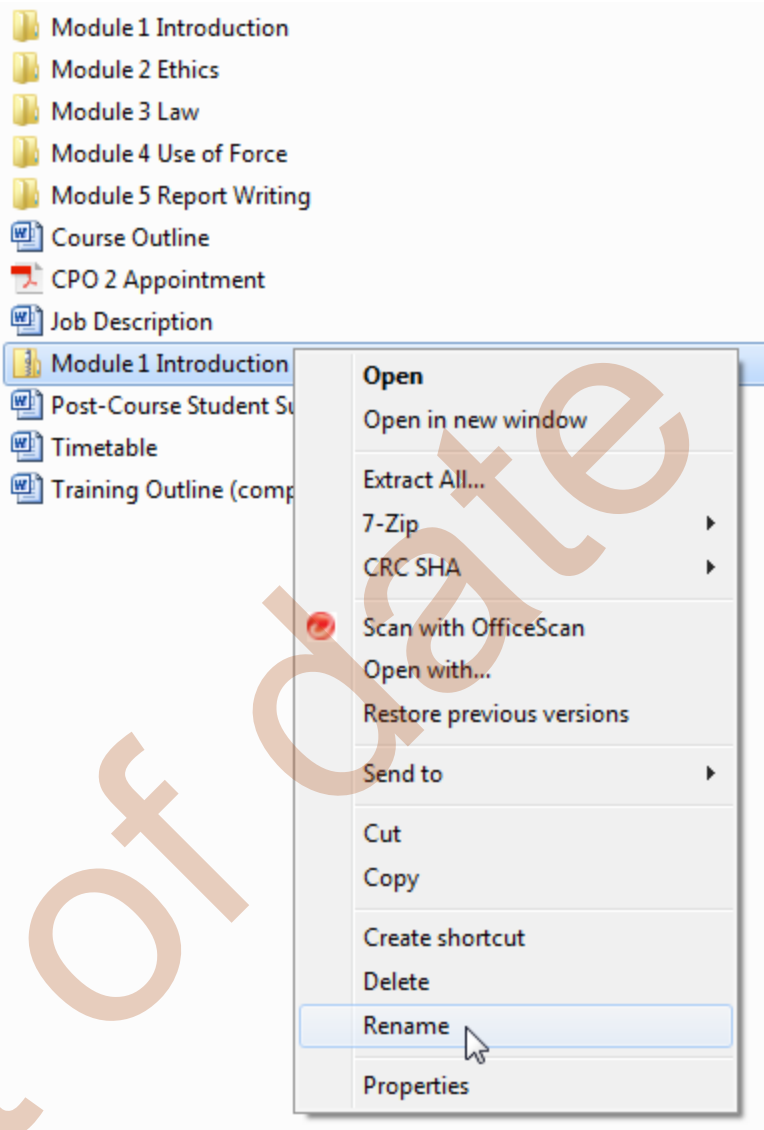 Module 1 Introduction
Module 2 Ethics
Module 3 Law
Module 4 Use of Force
Module 5 Report Writing
Course Outline
CPO 2 Appointment
Job Description
Module 1 Introduction
Post-Course Student
Timetable
Training Outline
Open
Open in new window
Extract All...
7-Zip
CRC SHA
Scan with OfficeScan
Open with...
Restore previous versions
Send to
Cut
Copy
Create shortcut
Delete
Rename
Properties
of date